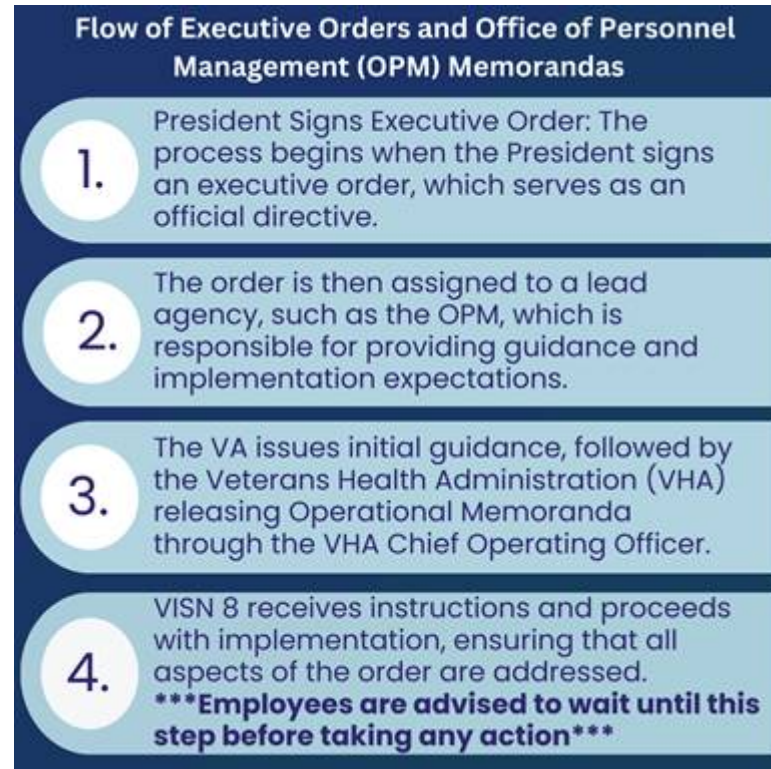 Flow of Executive Orders and Office of Personnel
Management (OPM) Memorandas
1.
President Signs Executive Order: The
process begins when the President signs
an executive order, which serves as an
official directive.
2.
The order is then assigned to a lead
agency, such as the OPM, which is
responsible for providing guidance and
implementation expectations.
3.
The VA issues initial guidance, followed by
the Veterans Health Administration (VHA)
releasing Operational Memoranda
through the VHA Chief Operating Officer.
4.
VISN 8 receives instructions and proceeds
with implementation, ensuring that all
aspects of the order are addressed.
***Employees are advised to wait until this
step before taking any action***